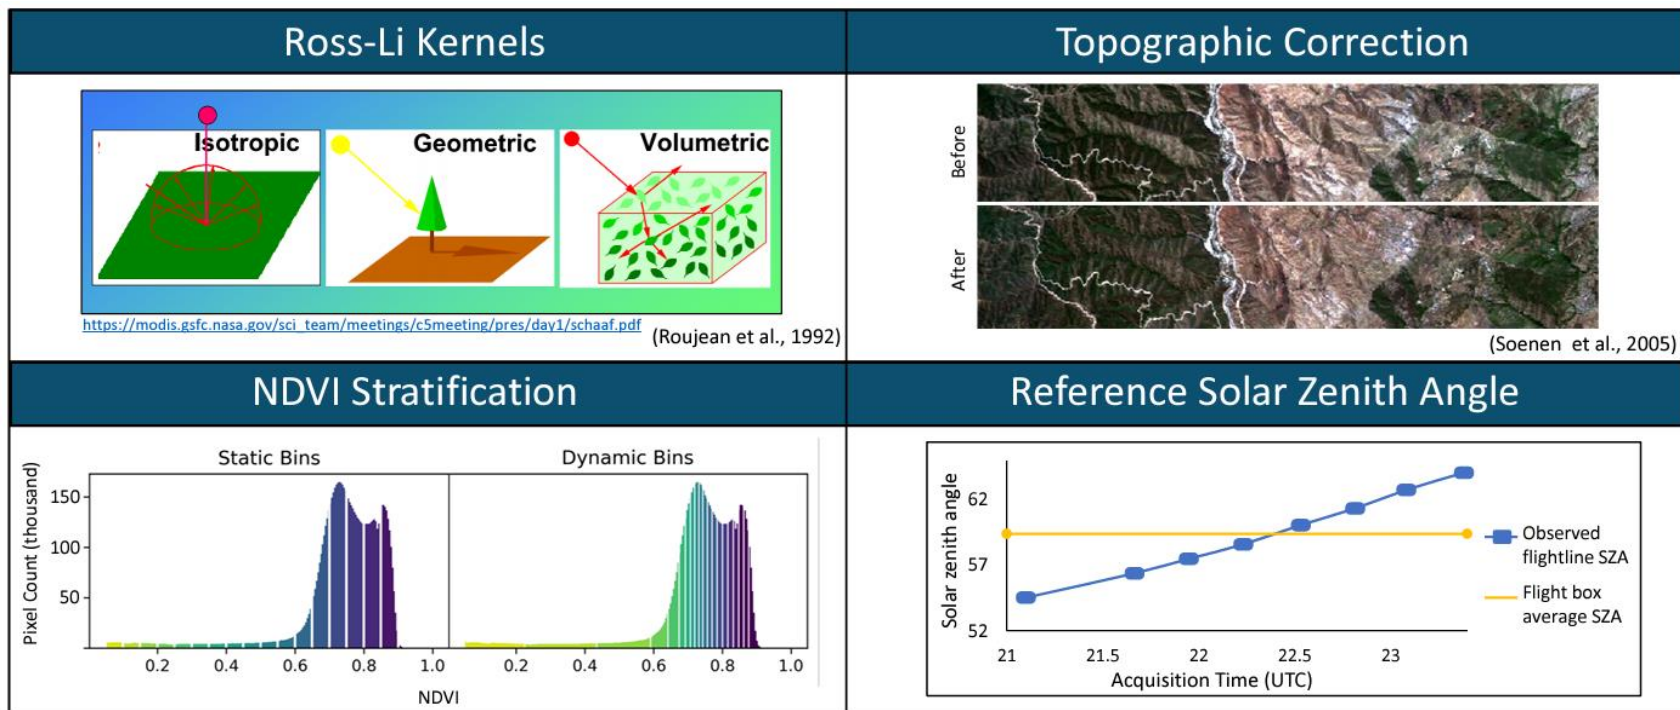 Ross-Li Kernels
Isotropic
Geometric
Volumetric
https://modis.gsfc.nasa.gov/sci_team/meetings/c5meeting/pres/day1/schaaf.pdf
(Roujean et al., 1992)
Topographic Correction
Before
After
(Soenen et al., 2005)
NDVI Stratification
Static Bins
Dynamic Bins
Pixel Count (thousand)
150
100
50
0.2 0.4 0.6 0.8 1.0
0.2 0.4 0.6 0.8 1.0
NDVI
Reference Solar Zenith Angle
Solar zenith angle
62
57
52
21 21.5 22 22.5 23
Acquisition Time (UTC)
Observed
flightline SZA
Flight box
average SZA